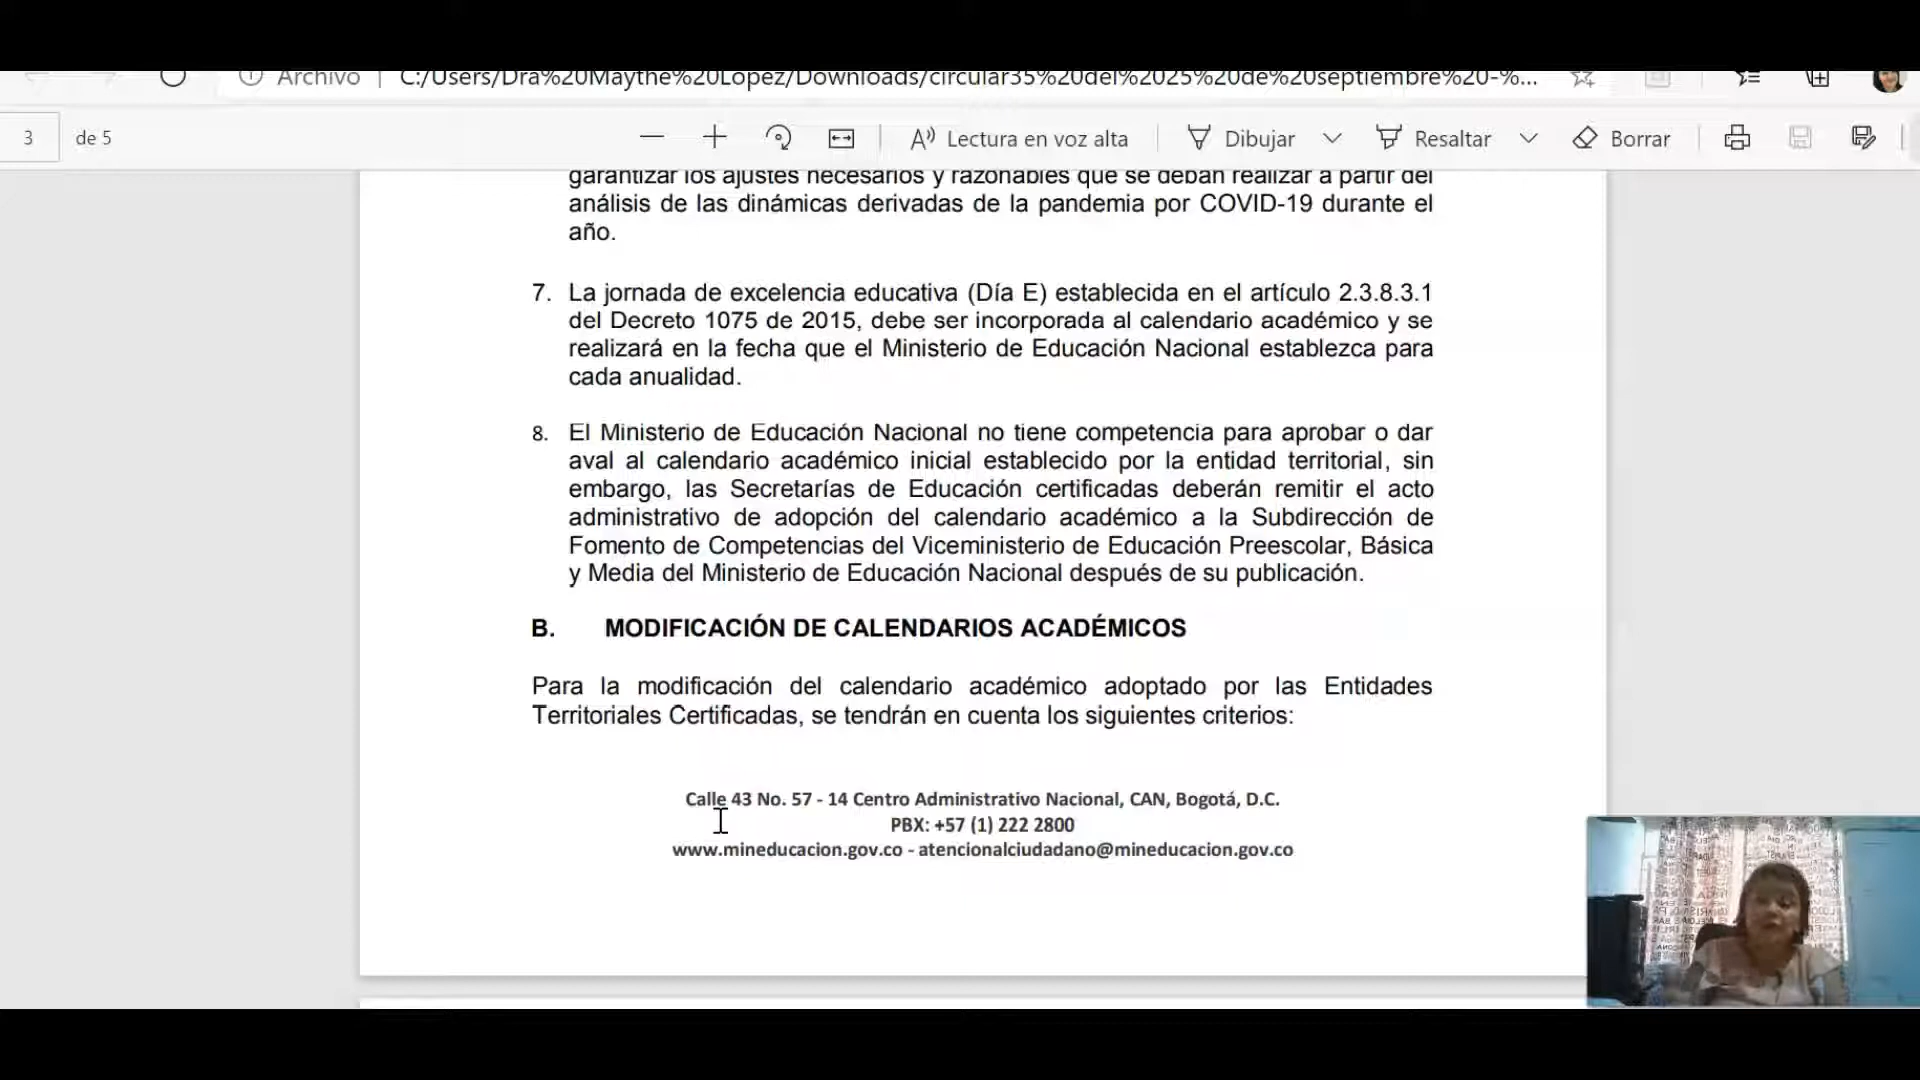 Archivo | C:/Users/Dra%20Maythe%20Lopez/Downloads/circular35%20del%2025%20de%20septiembre%20-%...
3 de 5 Lectura en voz alta Dibujar Resaltar Borrar
garantizar los ajustes necesarios y razonables que se deban realizar a partir del
análisis de las dinámicas derivadas de la pandemia por COVID-19 durante el
año.
7. La jornada de excelencia educativa (Día E) establecida en el artículo 2.3.8.3.1
del Decreto 1075 de 2015, debe ser incorporada al calendario académico y se
realizará en la fecha que el Ministerio de Educación Nacional establezca para
cada anualidad.
8. El Ministerio de Educación Nacional no tiene competencia para aprobar o dar
aval al calendario académico inicial establecido por la entidad territorial, sin
embargo, las Secretarías de Educación certificadas deberán remitir el acto
administrativo de adopción del calendario académico a la Subdirección de
Fomento de Competencias del Viceministerio de Educación Preescolar, Básica
y Media del Ministerio de Educación Nacional después de su publicación.
B. MODIFICACIÓN DE CALENDARIOS ACADÉMICOS
Para la modificación del calendario académico adoptado por las Entidades
Territoriales Certificadas, se tendrán en cuenta los siguientes criterios:
Calle 43 No. 57 - 14 Centro Administrativo Nacional, CAN, Bogotá, D.C.
PBX: +57 (1) 222 2800
www.mineducacion.gov.co - atencionalciudadano@mineducacion.gov.co